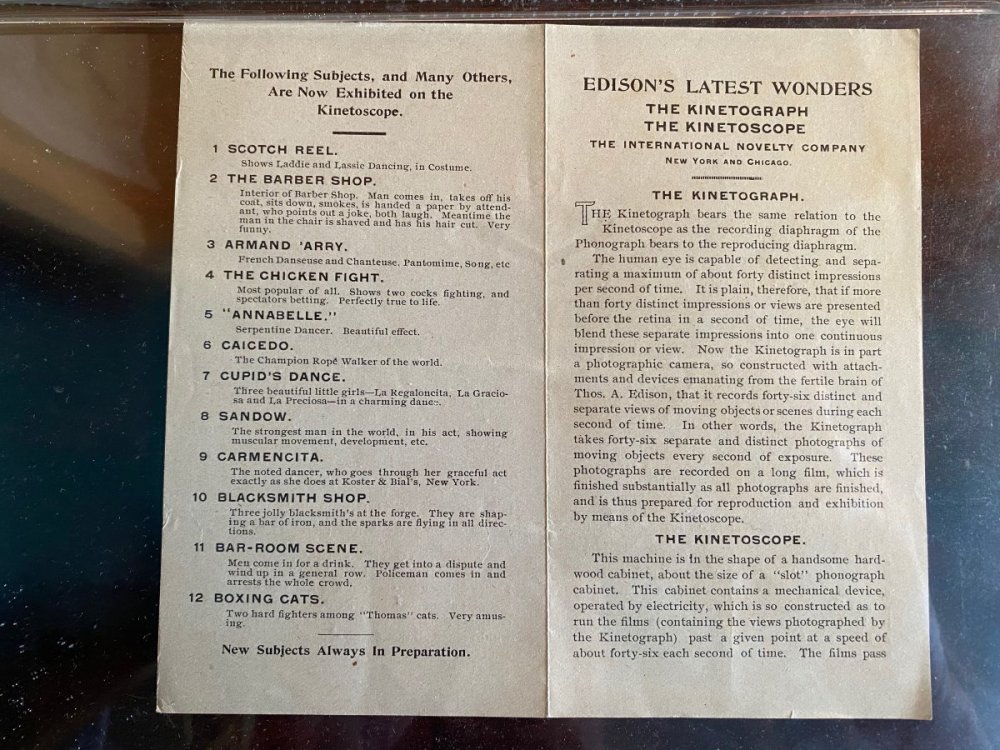 The Following Subjects, and Many Others,
Are Now Exhibited on the
Kinetoscope.
1 SCOTCH REEL.
Shows Laddie and Lassie Dancing, in Costume.
2 THE BARBER SHOP.
Interior of Barber Shop. Man comes in, takes off his
coat, sits down, smokes, is handed a paper by attend-
ant, who points out a joke, both laugh. Meantime the
man in the chair is shaved and has his hair cut. Very
funny.
3 ARMAND 'ARRY.
French Danseuse and Chanteuse. Pantomime, Song, etc
4 THE CHICKEN FIGHT.
Most popular of all. Shows two cocks fighting, and
spectators betting. Perfectly true to life.
5 "ANNABELLE."
Serpentine Dancer. Beautiful effect.
6 CAICEDO.
The Champion Rope Walker of the world.
7 CUPID'S DANCE.
Three beautiful little girls—La Regaloncita, La Gracio-
sa and La Preciosa—in a charming dance.
8 SANDOW.
The strongest man in the world, in his act, showing
muscular movement, development, etc.
9 CARMENCITA.
The noted dancer, who goes through her graceful act
exactly as she does at Koster & Bial's, New York.
10 BLACKSMITH SHOP.
Three jolly blacksmith's at the forge. They are shap-
ing a bar of iron, and the sparks are flying in all direc-
tions.
11 BAR-ROOM SCENE.
Men come in for a drink. They get into a dispute and
wind up in a general row. Policeman comes in and
arrests the whole crowd.
12 BOXING CATS.
Two hard fighters among "Thomas" cats. Very amus-
ing.
New Subjects Always In Preparation.
EDISON'S LATEST WONDERS
THE KINETOGRAPH
THE KINETOSCOPE
THE INTERNATIONAL NOVELTY COMPANY
NEW YORK AND CHICAGO.
THE KINETOGRAPH.
THE Kinetograph bears the same relation to the
Kinetoscope as the recording diaphragm of the
Phonograph bears to the reproducing diaphragm.
The human eye is capable of detecting and sepa-
rating a maximum of about forty distinct impressions
per second of time. It is plain, therefore, that if more
than forty distinct impressions or views are presented
before the retina in a second of time, the eye will
blend these separate impressions into one continuous
impression or view. Now the Kinetograph is in part
a photographic camera, so constructed with attach-
ments and devices emanating from the fertile brain of
Thos. A. Edison, that it records forty-six distinct and
separate views of moving objects or scenes during each
second of time. In other words, the Kinetograph
takes forty-six separate and distinct photographs of
moving objects every second of exposure. These
photographs are recorded on a long film, which is
finished substantially as all photographs are finished,
and is thus prepared for reproduction and exhibition
by means of the Kinetoscope.
THE KINETOSCOPE.
This machine is in the shape of a handsome hard-
wood cabinet, about the size of a "slot" phonograph
cabinet. This cabinet contains a mechanical device,
operated by electricity, which is so constructed as to
run the films (containing the views photographed by
the Kinetograph) past a given point at a speed of
about forty-six each second of time. The films pass